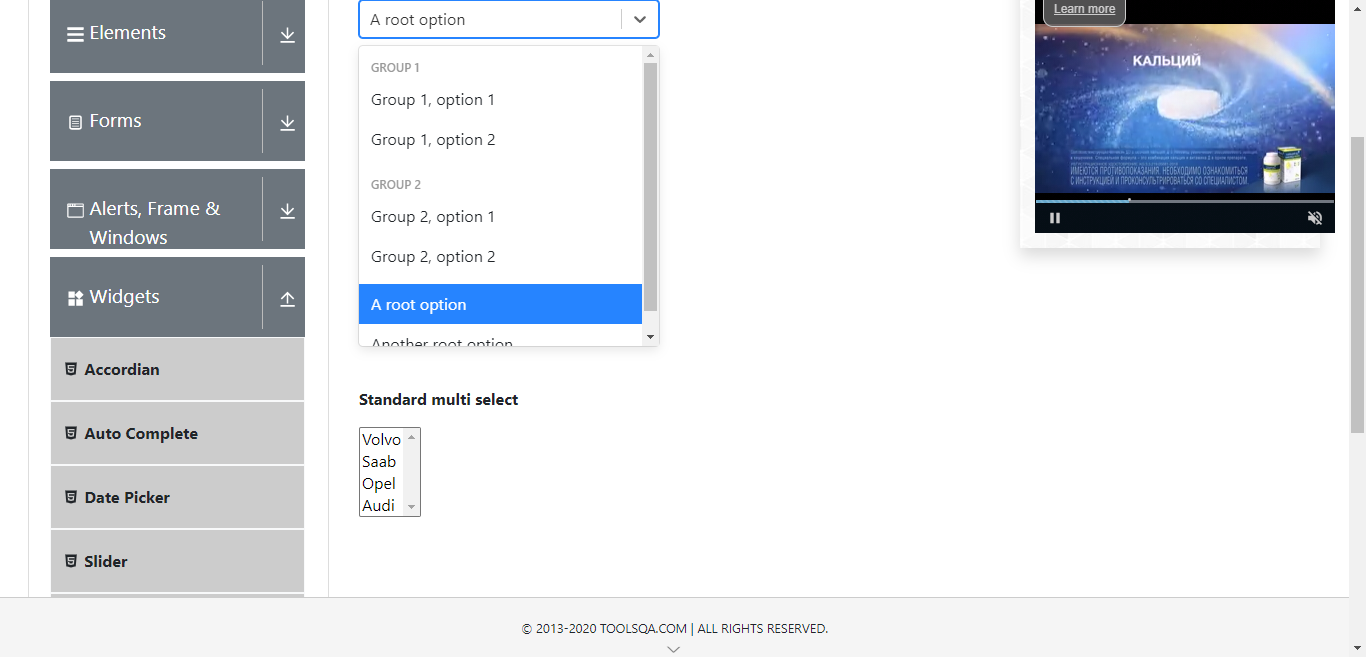 Elements
Forms
Alerts, Frame &
Windows
Widgets
Accordian
Auto Complete
Date Picker
Slider
A root option
GROUP 1
Group 1, option 1
Group 1, option 2
GROUP 2
Group 2, option 1
Group 2, option 2
A root option
Another root option
Standard multi select
Volvo
Saab
Opel
Audi
Learn more
КАЛЬЦИЙ
ИМЕЮТСЯ ПРОТИВОПОКАЗАНИЯ. НЕОБХОДИМО ОЗНАКОМИТЬСЯ
С ИНСТРУКЦИЕЙ И ПРОКОНСУЛЬТИРОВАТЬСЯ СО СПЕЦИАЛИСТОМ
© 2013-2020 TOOLSQA.COM | ALL RIGHTS RESERVED.